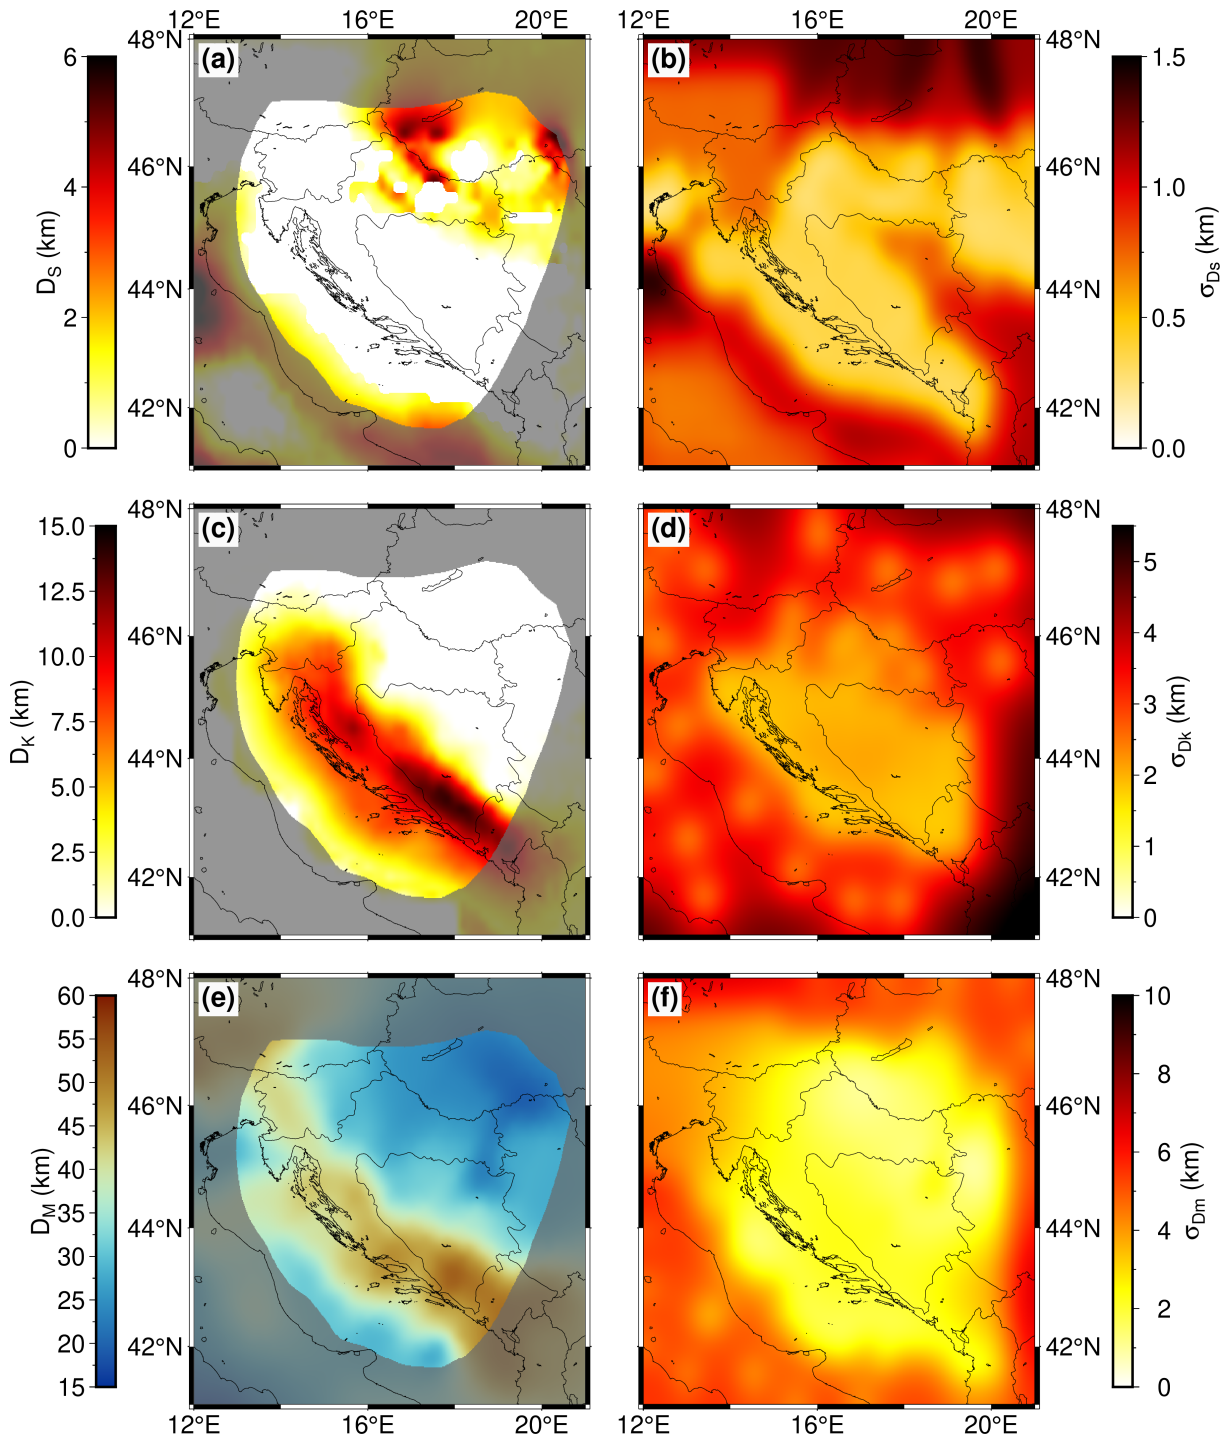 12°E 16°E 20°E 12°E 16°E 20°E
48°N (a) (b) 48°N
6 1.5
46°N 46°N
4 1.0
D_S (km) σ_Ds (km)
44°N 44°N
2 0.5
42°N 42°N
0 0.0
48°N (c) (d) 48°N
15.0
12.5 5
46°N 46°N
10.0 4
D_K (km) 7.5 3 σ_Dk (km)
44°N 44°N
5.0 2
2.5 1
42°N 42°N
0.0 0
48°N (e) (f) 48°N
60 10
55
50 8
46°N 46°N
45
40 6
D_M (km) σ_Dm (km)
35
44°N 44°N
30 4
25
20 2
42°N 42°N
15 0
12°E 16°E 20°E 12°E 16°E 20°E